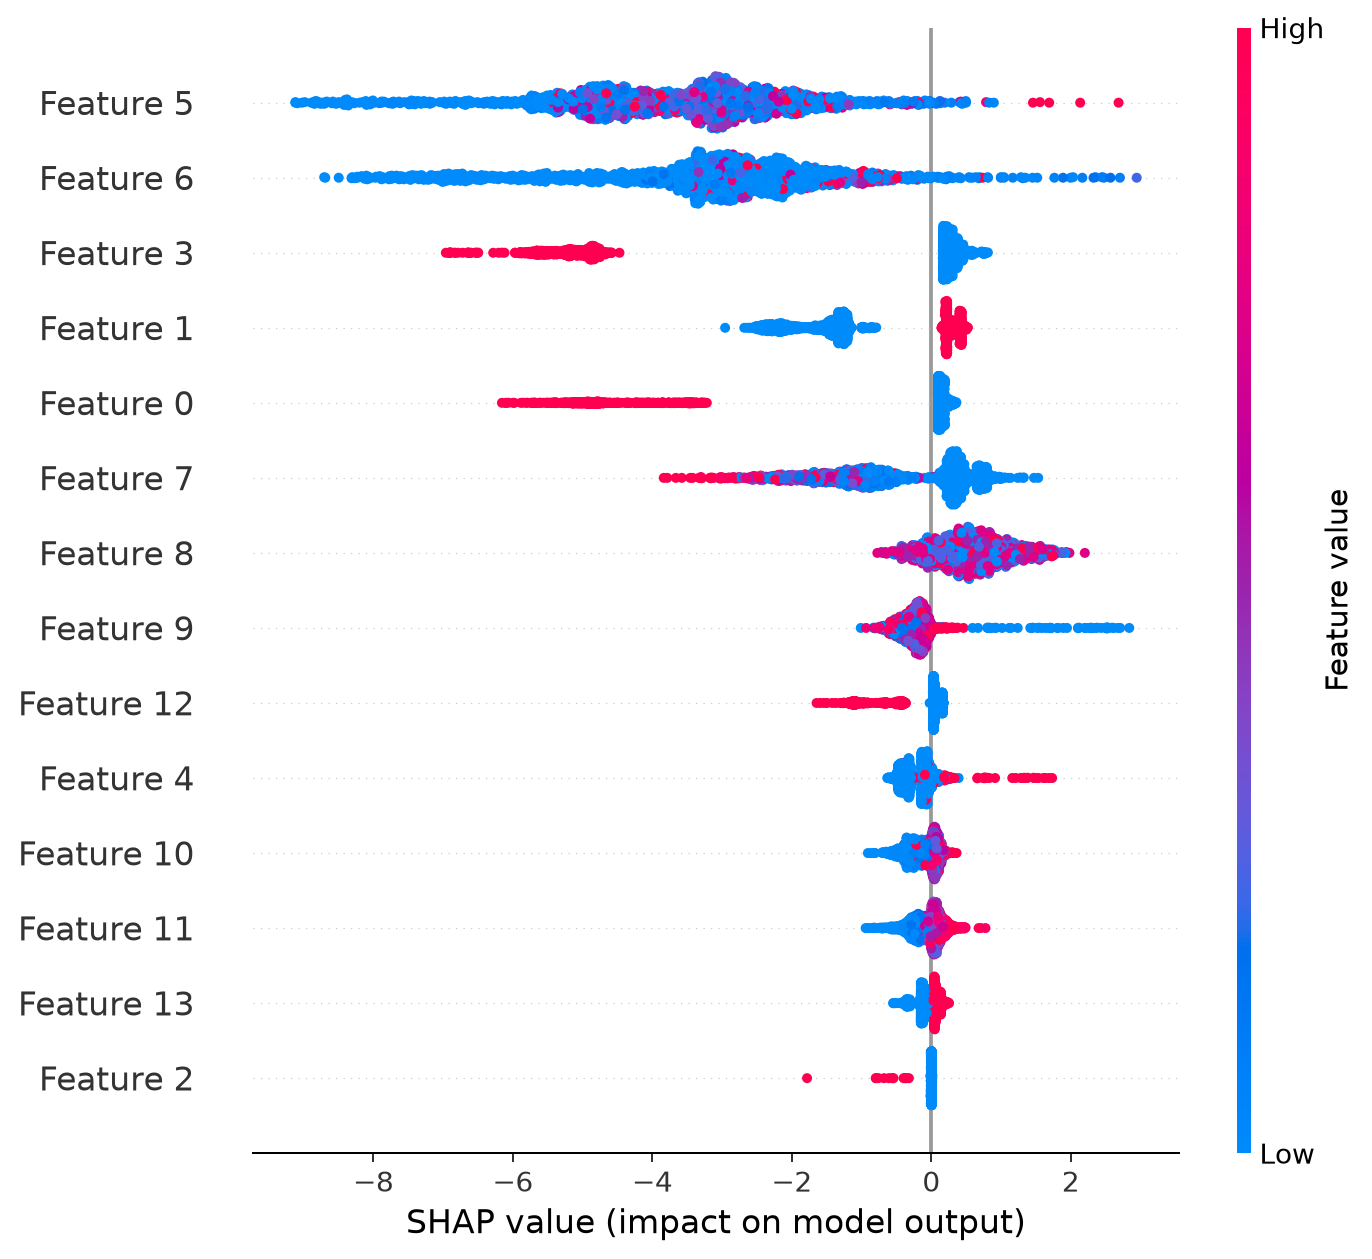 High
Feature 5
Feature 6
Feature 3
Feature 1
Feature 0
Feature 7
Feature 8
Feature 9
Feature 12
Feature 4
Feature 10
Feature 11
Feature 13
Feature 2
Feature value
Low
−8 −6 −4 −2 0 2
SHAP value (impact on model output)